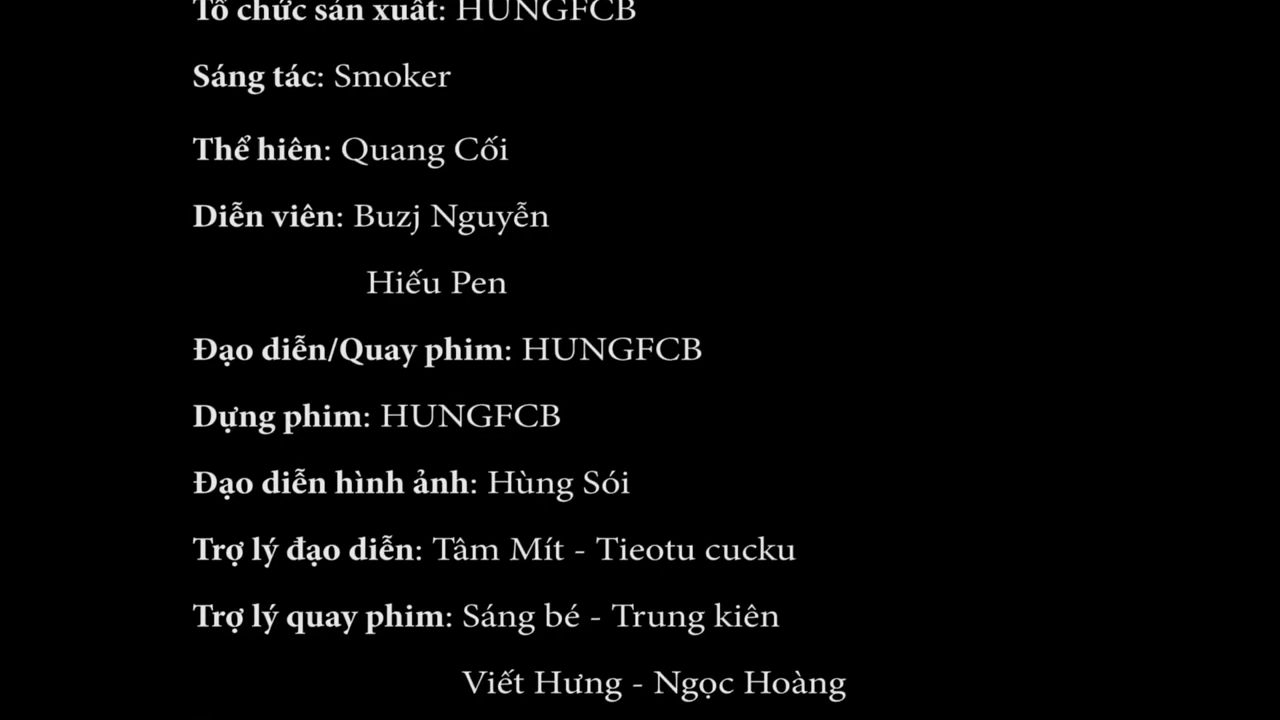 Tổ chức sản xuất: HUNGFCB
Sáng tác: Smoker
Thể hiên: Quang Cối
Diễn viên: Buzj Nguyễn
Hiếu Pen
Đạo diễn/Quay phim: HUNGFCB
Dựng phim: HUNGFCB
Đạo diễn hình ảnh: Hùng Sói
Trợ lý đạo diễn: Tâm Mít - Tieotu cucku
Trợ lý quay phim: Sáng bé - Trung kiên
Viết Hưng - Ngọc Hoàng